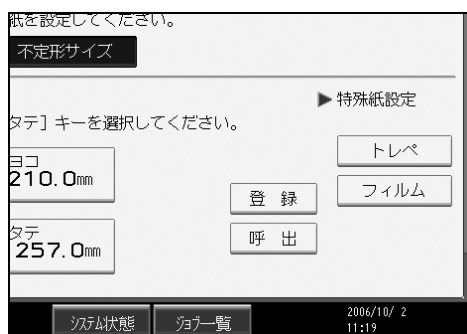 紙を設定してください。
不定形サイズ
▶特殊紙設定
タテ] キーを選択してください。
ヨコ
210.0mm
トレペ
フィルム
登 録
タテ
257.0mm
呼 出
ｼｽﾃﾑ状態
ｼﾞｮﾌﾞ一覧
2006/10/ 2
11:19